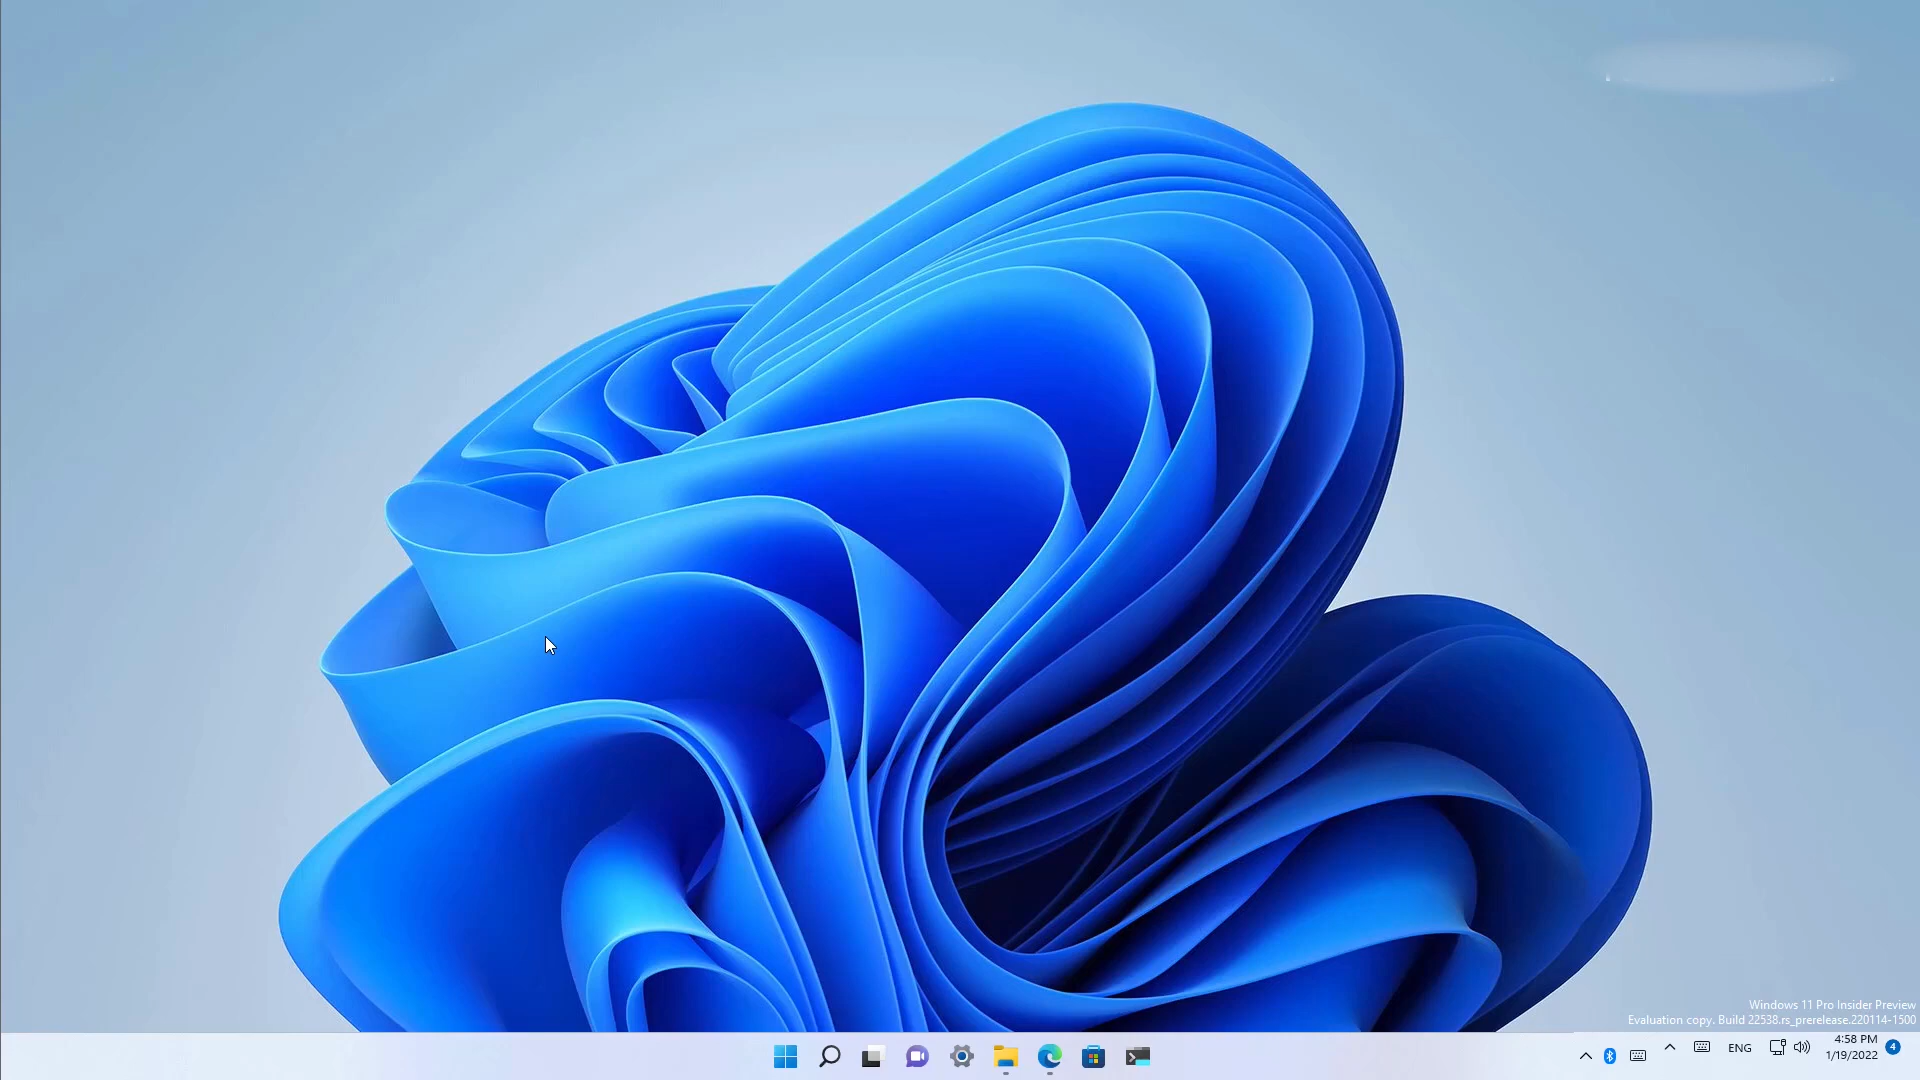 Windows 11 Pro Insider Preview
Evaluation copy. Build 22538.rs_prerelease.220114-1500
ENG
4:58 PM
1/19/2022
4